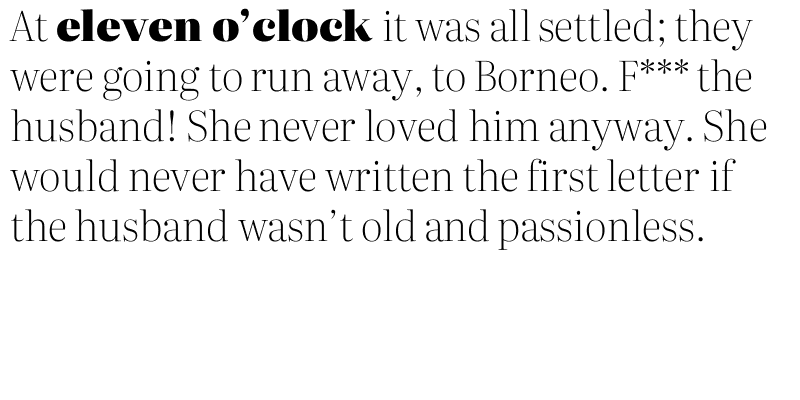 At eleven o’clock it was all settled; they
were going to run away, to Borneo. F*** the
husband! She never loved him anyway. She
would never have written the first letter if
the husband wasn’t old and passionless.